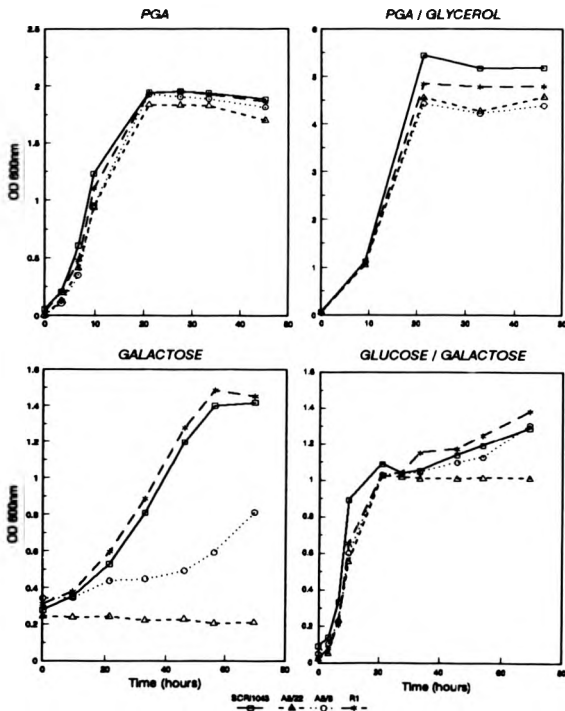 PGA
OD 600nm
2.5
2
1.5
1
0.5
0
0 10 20 30 40 50
PGA / GLYCEROL
6
5
4
3
2
1
0
0 10 20 30 40 50
GALACTOSE
OD 600nm
1.6
1.4
1.2
1
0.8
0.6
0.4
0.2
0
0 20 40 60 80
Time (hours)
GLUCOSE / GALACTOSE
1.6
1.4
1.2
1
0.8
0.6
0.4
0.2
0
0 20 40 60 80
Time (hours)
SCRI1043 A5/22 A5/8 R1